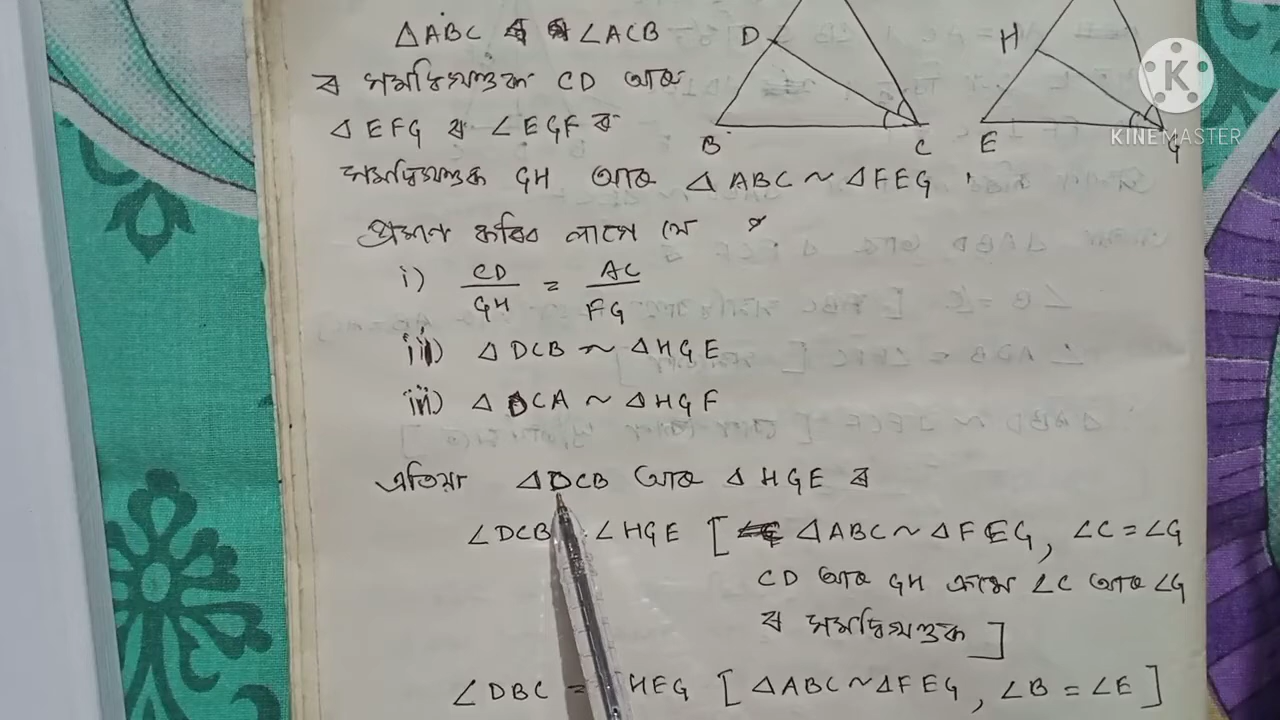 △ABC ∠ACB
ৰ সমদ্বিখণ্ডক CD আৰু
△EFG ৰ ∠EGF ৰ
সমদ্বিখণ্ডক GH আৰু △ABC ~ △FEG ।
প্ৰমাণ কৰিব লাগে যে
i) CD/GH = AC/FG
ii) △DCB ~ △HGE
iii) △DCA ~ △HGF
এতিয়া △DCB আৰু △HGE ৰ
∠DCB ∠HGE [ △ABC ~ △FEG, ∠C = ∠G
CD আৰু GH ক্ৰমে ∠C আৰু ∠G
ৰ সমদ্বিখণ্ডক ]
∠DBC = HEG [ △ABC ~ △FEG, ∠B = ∠E ]
D
B
C
H
E
G
K
KINEMASTER